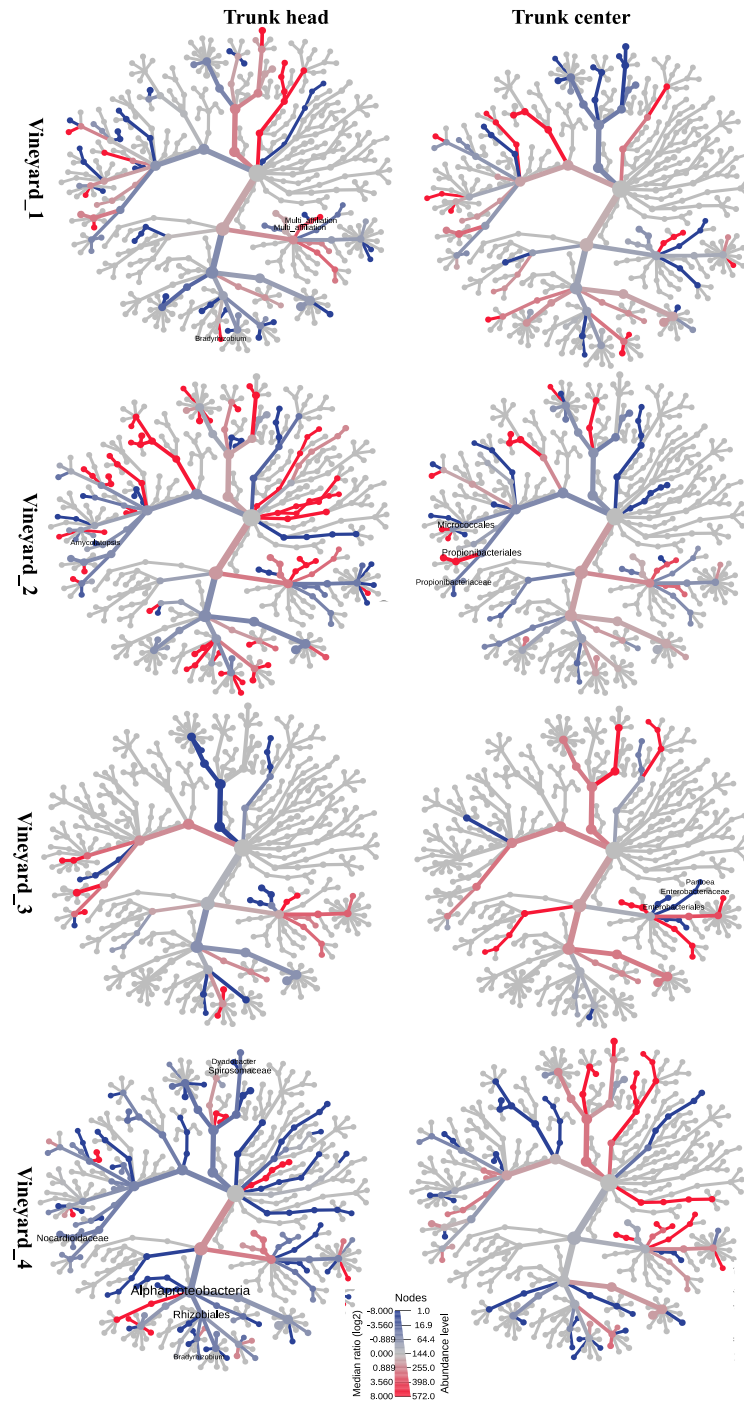 Trunk head
Trunk center
Vineyard_1
Multi_affiliation
Multi_affiliation
Bradyrhizobium
Vineyard_2
Amycolatopsis
Micrococcales
Propionibacteriales
Propionibacteriaceae
Vineyard_3
Pantoea
Enterobacteriaceae
Enterobacteriales
Vineyard_4
Dyadobacter
Spirosomaceae
Nocardioidaceae
Alphaproteobacteria
Rhizobiales
Bradyrhizobium
Nodes
Median ratio (log2)
Abundance level
-8.000 1.0
-3.560 16.9
-0.889 64.4
0.000 144.0
0.889 255.0
3.560 398.0
8.000 572.0